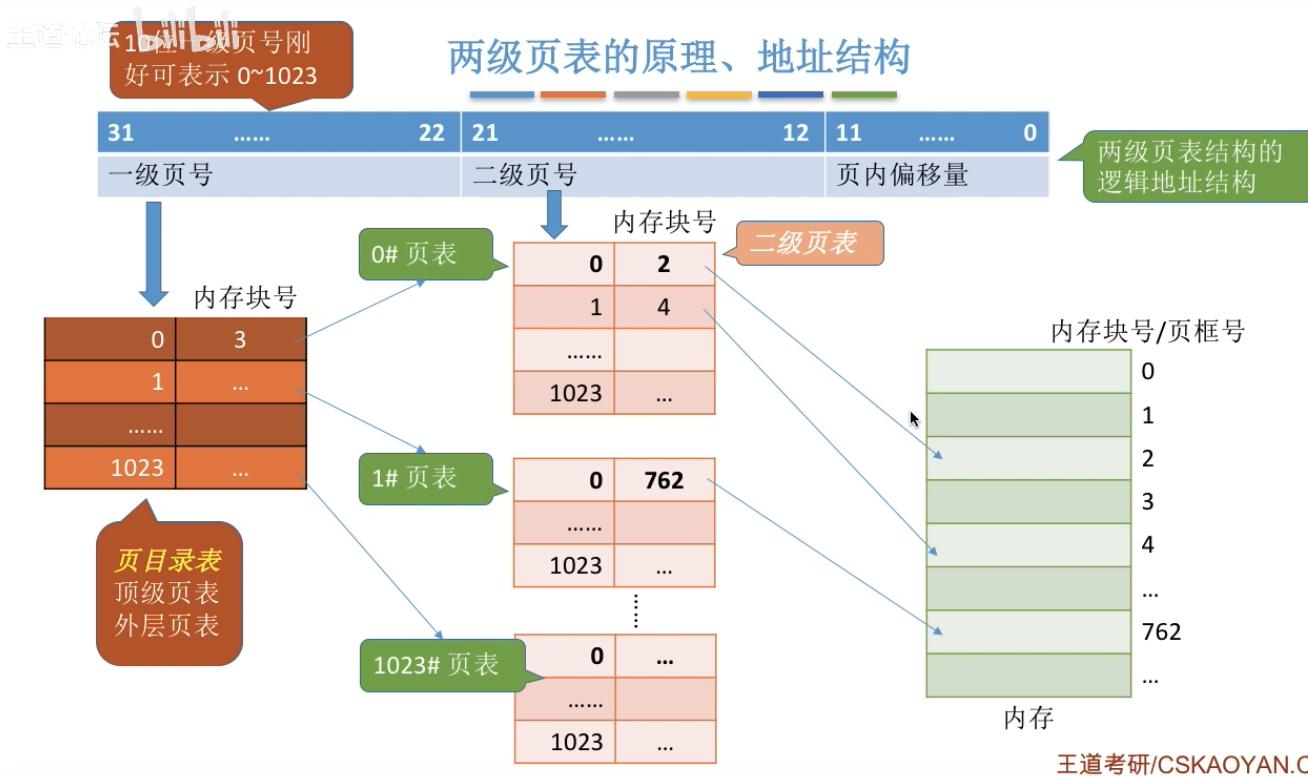 王道论坛 bilibili
10位一级页号刚
好可表示 0~1023
两级页表的原理、地址结构
31 …… 22 21 …… 12 11 …… 0
一级页号 二级页号 页内偏移量
两级页表结构的
逻辑地址结构
内存块号
0 3
1 ...
……
1023 ...
页目录表
顶级页表
外层页表
0# 页表
内存块号
二级页表
0 2
1 4
……
1023 ...
1# 页表
0 762
……
1023 ...
1023# 页表
0 ...
……
1023 ...
内存块号/页框号
0
1
2
3
4
...
762
...
内存
王道考研/CSKAOYAN.C